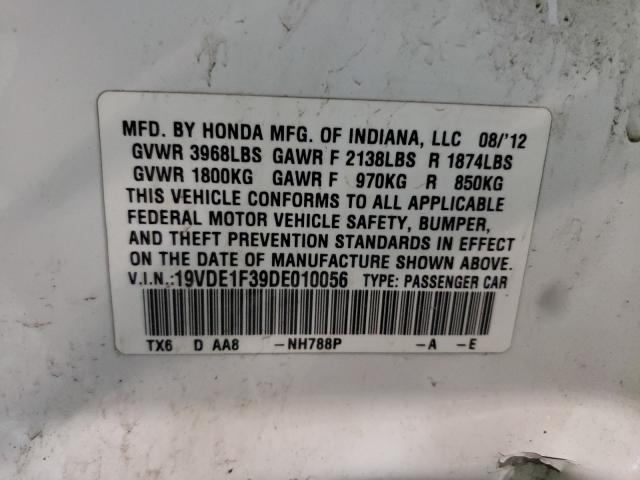 MFD. BY HONDA MFG. OF INDIANA, LLC 08/'12
GVWR 3968LBS GAWR F 2138LBS R 1874LBS
GVWR 1800KG GAWR F 970KG R 850KG
THIS VEHICLE CONFORMS TO ALL APPLICABLE
FEDERAL MOTOR VEHICLE SAFETY, BUMPER,
AND THEFT PREVENTION STANDARDS IN EFFECT
ON THE DATE OF MANUFACTURE SHOWN ABOVE.
V.I.N.:19VDE1F39DE010056 TYPE: PASSENGER CAR
TX6 D AA8 -NH788P -A -E